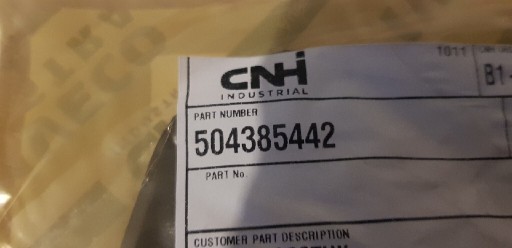 1011
B1
CNH
INDUSTRIAL
PART NUMBER
504385442
PART No.
CUSTOMER PART DESCRIPTION